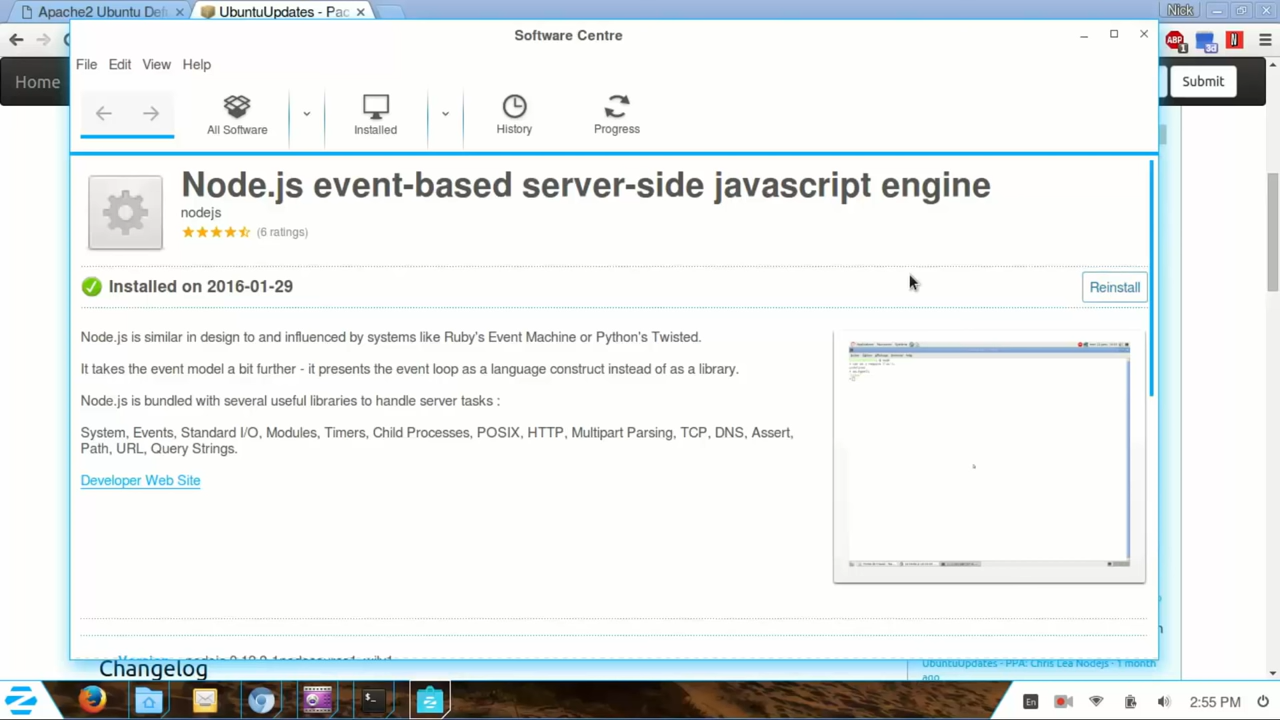 Apache2 Ubuntu Def
UbuntuUpdates - Pac
Nick
Software Centre
ABP
1
3d
N
File Edit View Help
Home
Submit
All Software
Installed
History
Progress
Node.js event-based server-side javascript engine
nodejs
(6 ratings)
Installed on 2016-01-29
Reinstall
Node.js is similar in design to and influenced by systems like Ruby's Event Machine or Python's Twisted.
It takes the event model a bit further - it presents the event loop as a language construct instead of as a library.
Node.js is bundled with several useful libraries to handle server tasks :
System, Events, Standard I/O, Modules, Timers, Child Processes, POSIX, HTTP, Multipart Parsing, TCP, DNS, Assert,
Path, URL, Query Strings.
Developer Web Site
Changelog
UbuntuUpdates - PPA: Chris Lea Nodejs - 1 month
ago
En
2:55 PM